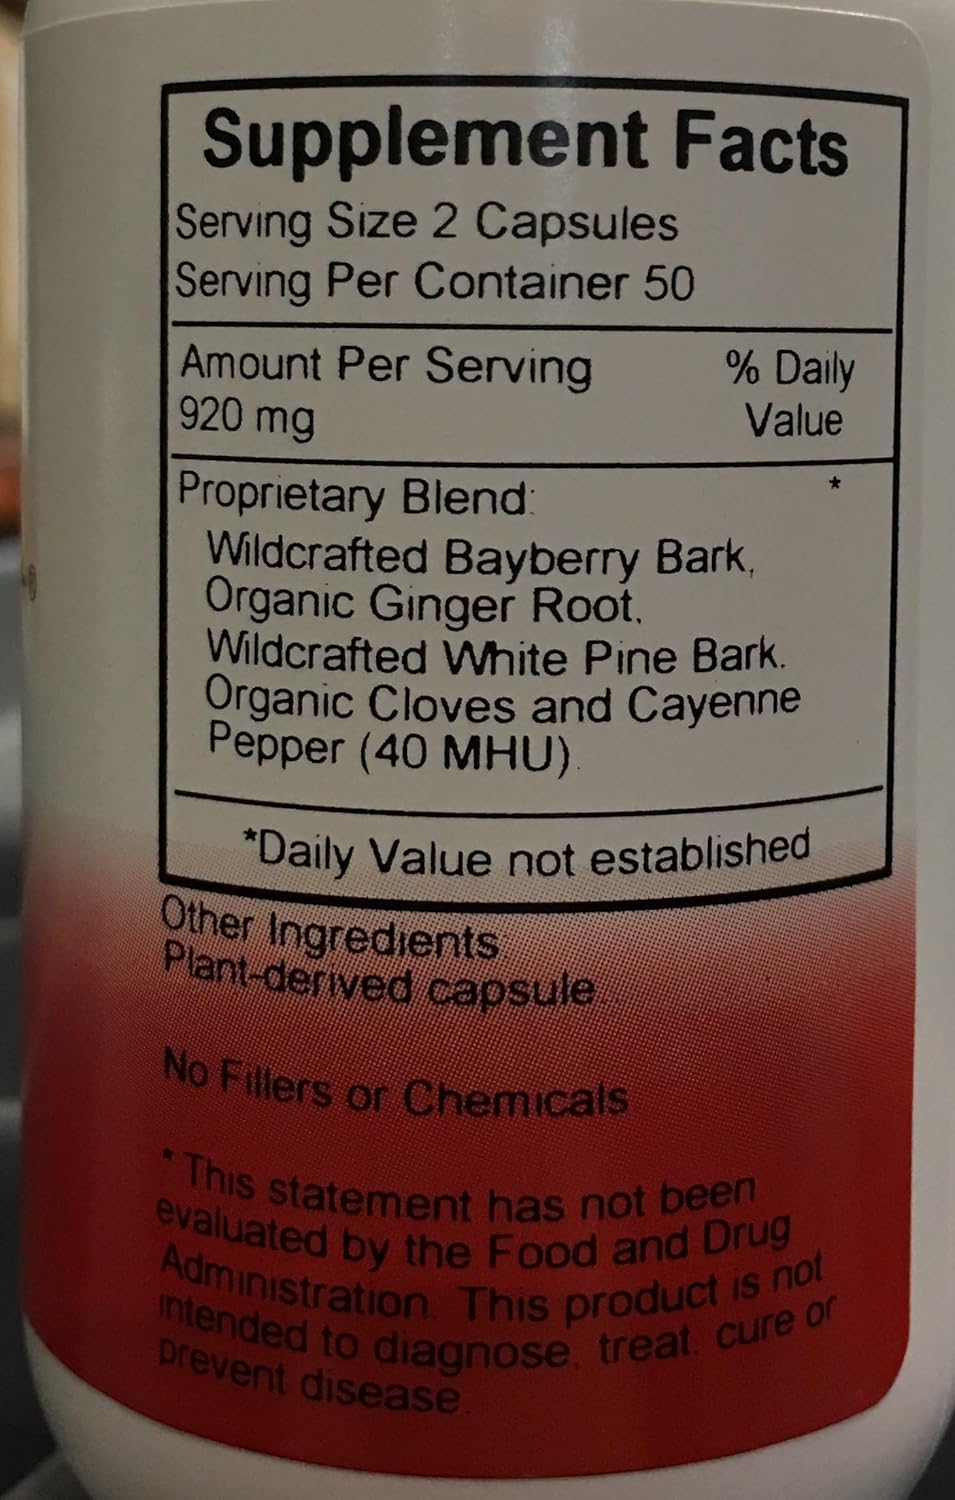 Supplement Facts
Serving Size 2 Capsules
Serving Per Container 50
Amount Per Serving % Daily
920 mg Value
Proprietary Blend: *
Wildcrafted Bayberry Bark,
Organic Ginger Root,
Wildcrafted White Pine Bark.
Organic Cloves and Cayenne
Pepper (40 MHU).
*Daily Value not established
Other Ingredients
Plant-derived capsule
No Fillers or Chemicals
* This statement has not been
evaluated by the Food and Drug
Administration. This product is not
intended to diagnose, treat, cure or
prevent disease.